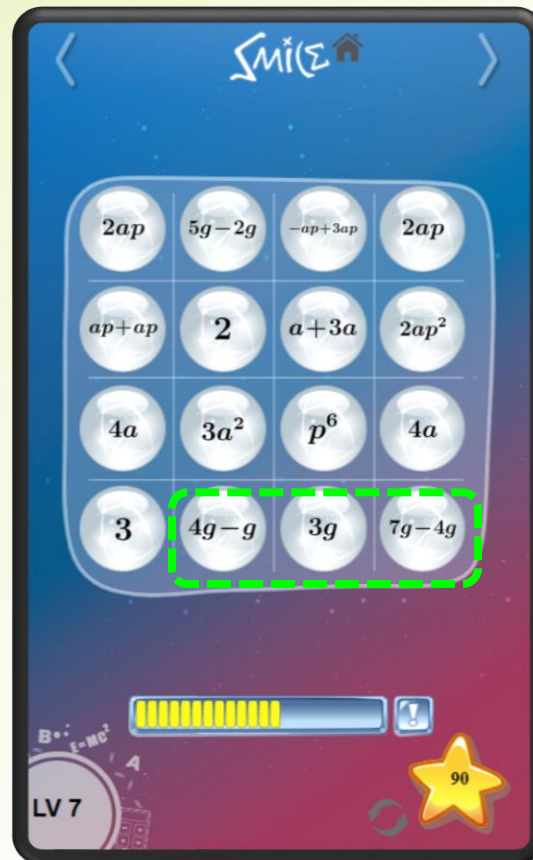 SMilE
2ap 5g−2g −ap+3ap 2ap
ap+ap 2 a+3a 2ap²
4a 3a² p⁶ 4a
3 4g−g 3g 7g−4g
!
B
E=MC²
A
LV 7
90